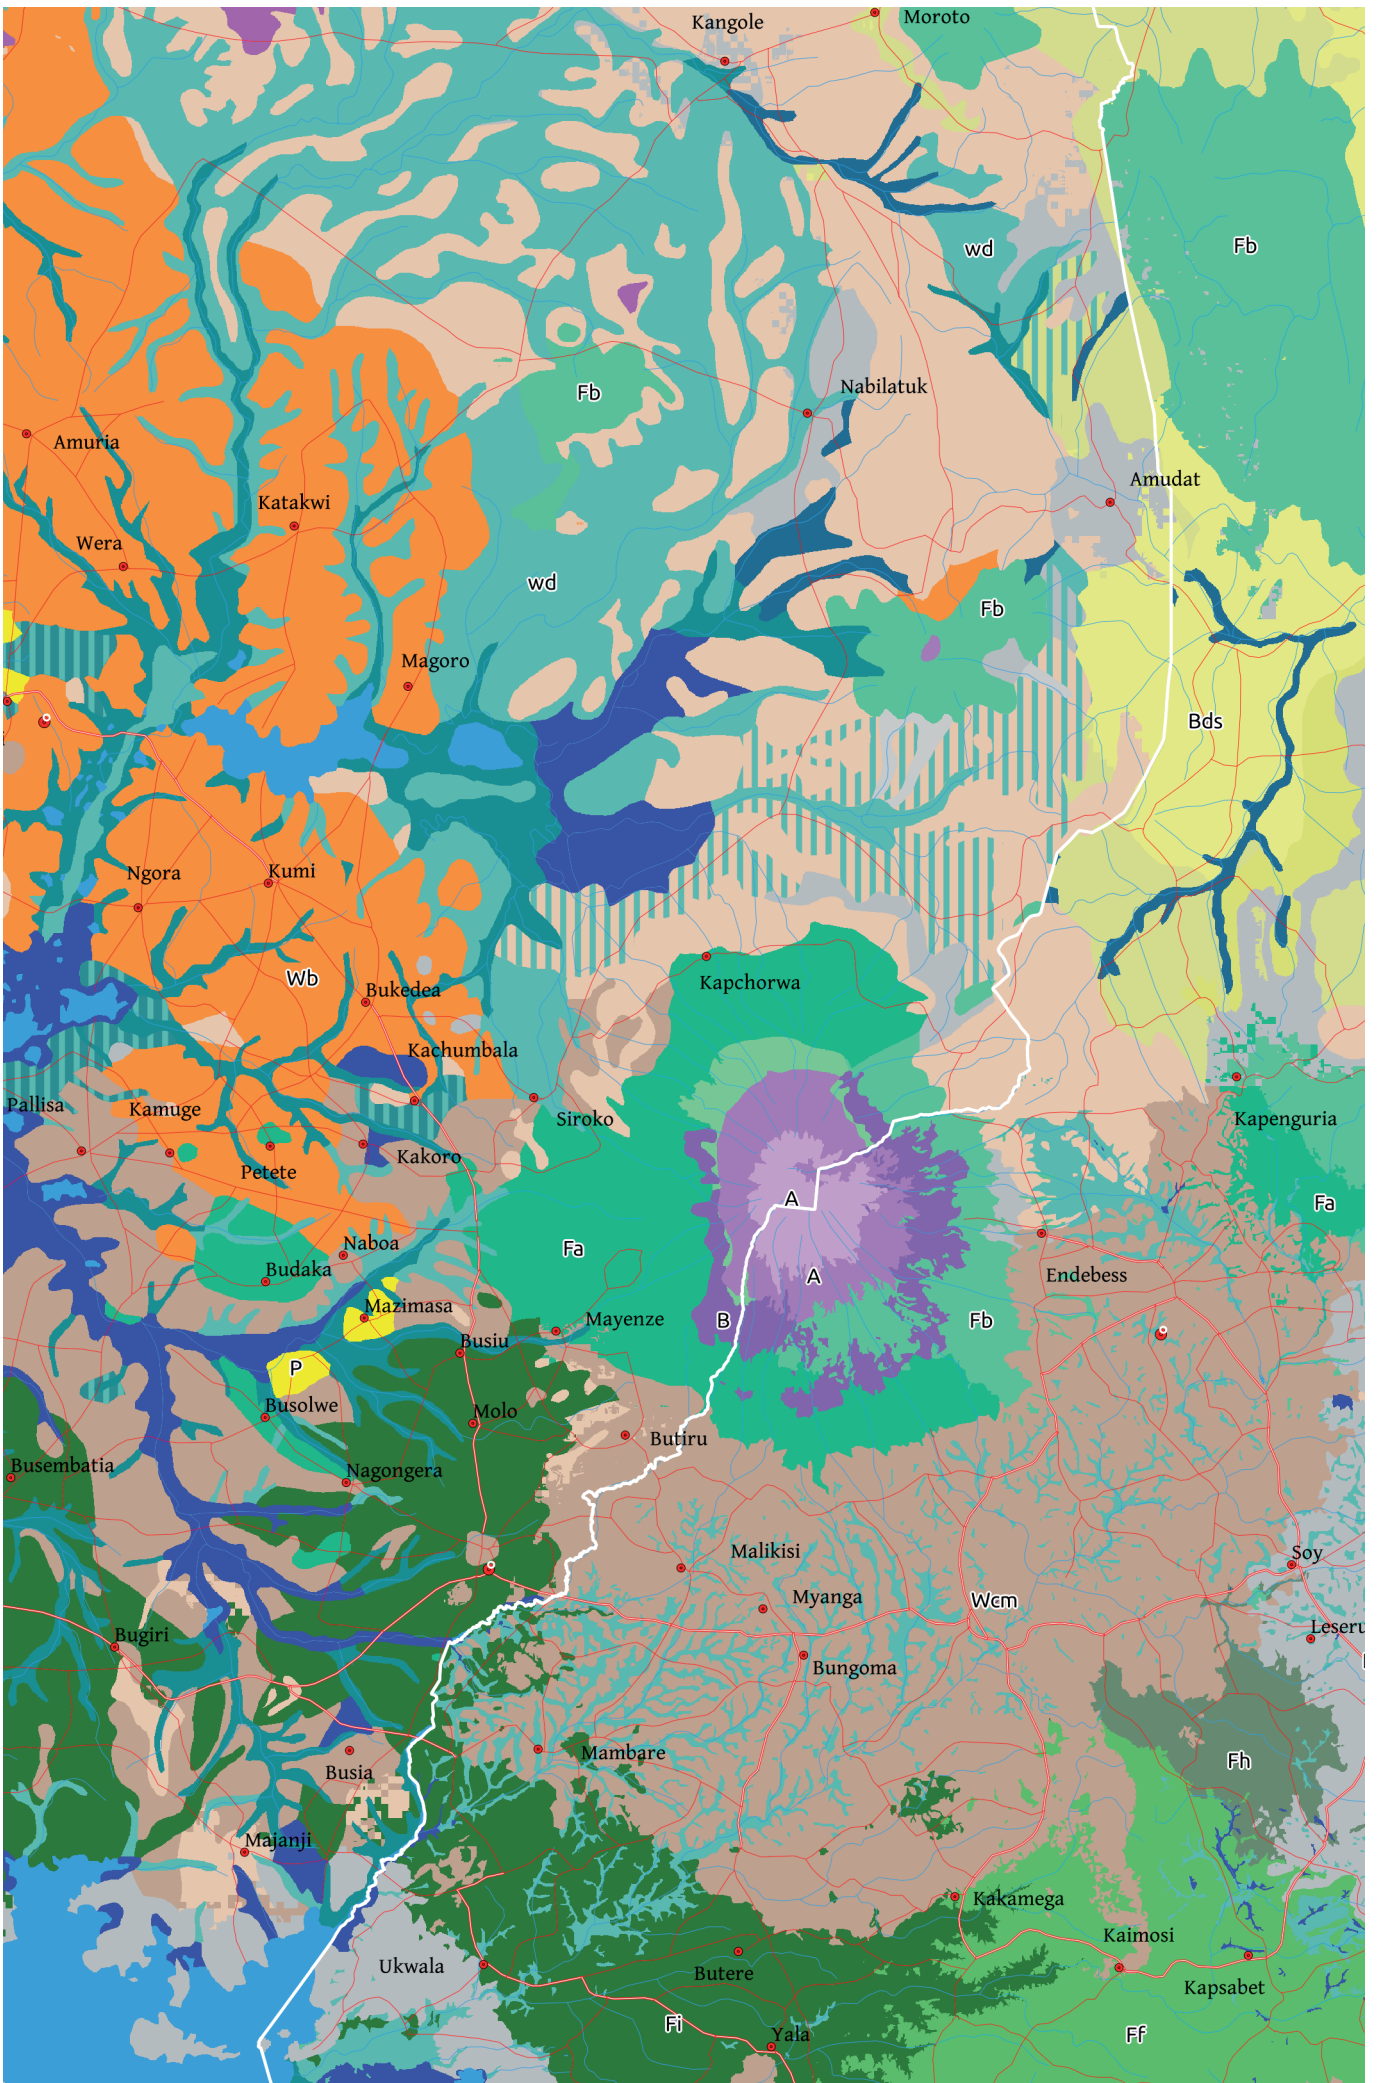 Kangole
Moroto
wd
Fb
Nabilatuk
Fb
Amuria
Amudat
Katakwi
Wera
wd
Fb
Magoro
Bds
Ngora
Kumi
Wb
Kapchorwa
Bukedea
Kachumbala
Pallisa
Kamuge
Siroko
Kapenguria
Kakoro
Petete
A
Fa
Naboa
Fa
Budaka
A
Endebess
Mazimasa
Mayenze
B
Fb
Busiu
P
Busolwe
Molo
Butiru
Busembatia
Nagongera
Malikisi
Soy
Myanga
Wcm
Bugiri
Leseru
Bungoma
Mambare
Fh
Busia
Majanji
Kakamega
Kaimosi
Ukwala
Butere
Kapsabet
Fi
Yala
Ff